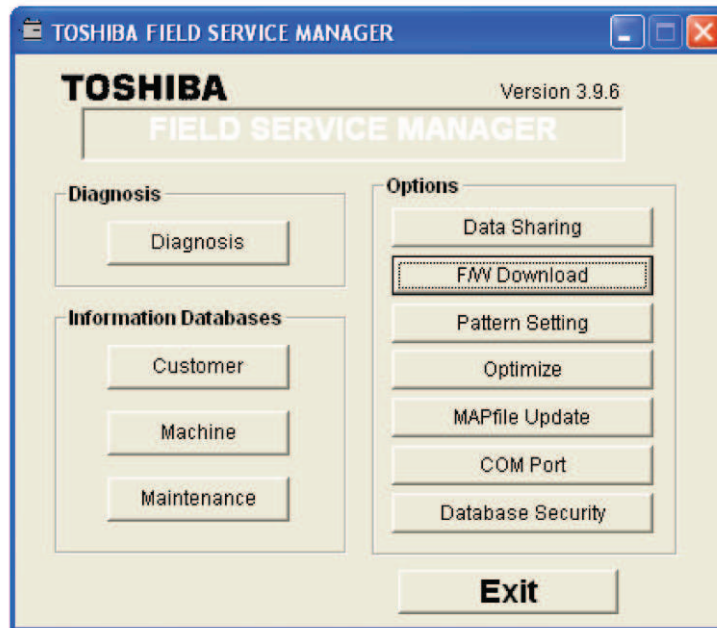 TOSHIBA FIELD SERVICE MANAGER
TOSHIBA
Version 3.9.6
FIELD SERVICE MANAGER
Diagnosis
Diagnosis
Information Databases
Customer
Machine
Maintenance
Options
Data Sharing
F/W Download
Pattern Setting
Optimize
MAPfile Update
COM Port
Database Security
Exit